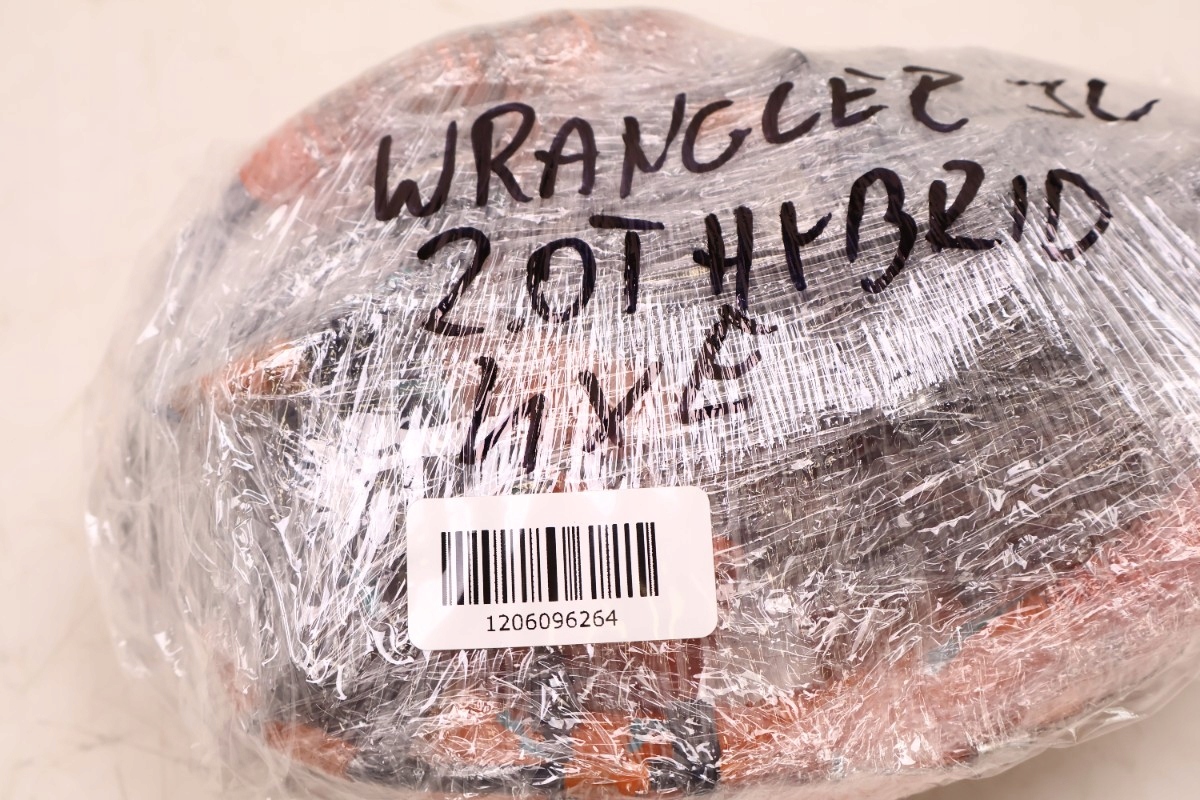 WRANGLER JL
2.0T HYBRID
4XE
1206096264